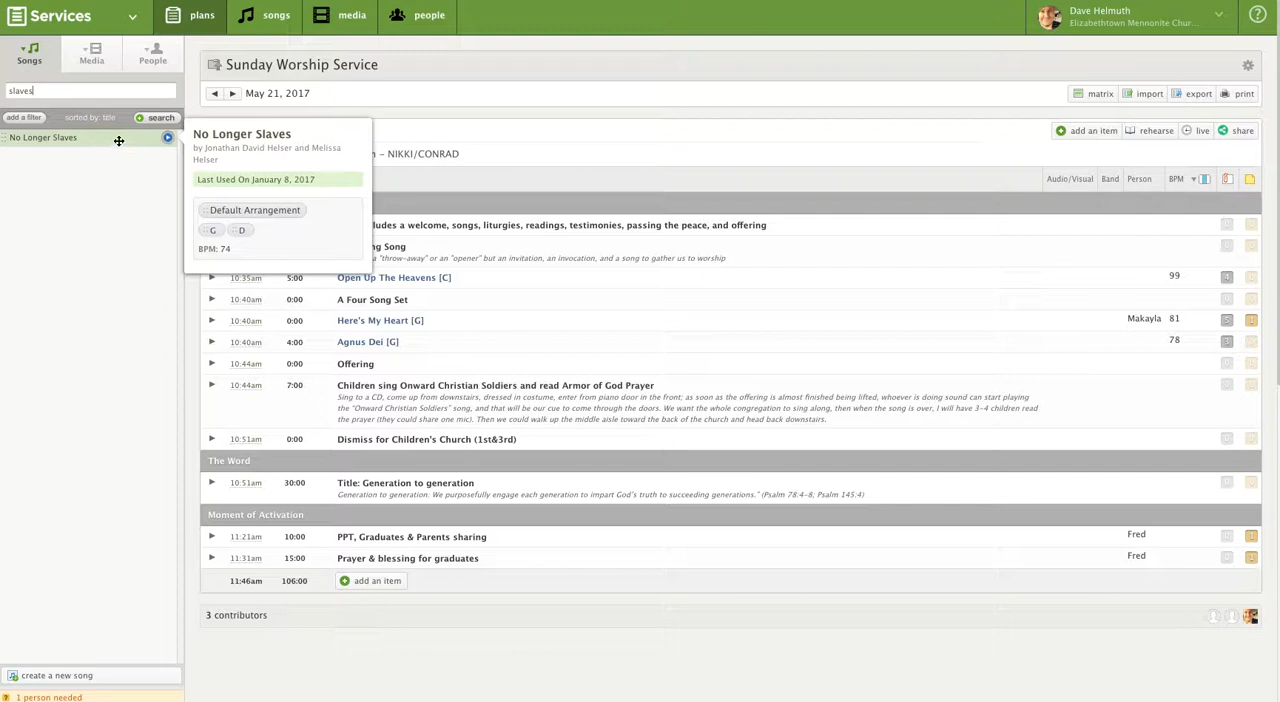 Services
plans
songs
media
people
Dave Helmuth
Elizabethtown Mennonite Chur...
?
Songs
Media
People
slaves
add a filter
sorted by: title
search
No Longer Slaves
No Longer Slaves
by Jonathan David Helser and Melissa
Helser
Last Used On January 8, 2017
Default Arrangement
G D
BPM: 74
Sunday Worship Service
May 21, 2017
matrix import export print
add an item rehearse live share
– NIKKI/CONRAD
Audio/Visual Band Person BPM
a welcome, songs, liturgies, readings, testimonies, passing the peace, and offering
Song
a "throw-away" or an "opener" but an invitation, an invocation, and a song to gather us to worship
10:35am 5:00 Open Up The Heavens [C] 99 4
10:40am 0:00 A Four Song Set
10:40am 0:00 Here's My Heart [G] Makayla 81 5 1
10:40am 4:00 Agnus Dei [G] 78 3
10:44am 0:00 Offering
10:44am 7:00 Children sing Onward Christian Soldiers and read Armor of God Prayer
Sing to a CD, come up from downstairs, dressed in costume, enter from piano door in the front; as soon as the offering is almost finished being lifted, whoever is doing sound can start playing
the "Onward Christian Soldiers" song, and that will be our cue to come through the doors. We want the whole congregation to sing along, then when the song is over, I will have 3-4 children read
the prayer (they could share one mic). Then we could walk up the middle aisle toward the back of the church and head back downstairs.
10:51am 0:00 Dismiss for Children's Church (1st&3rd)
The Word
10:51am 30:00 Title: Generation to generation
Generation to generation: We purposefully engage each generation to impart God's truth to succeeding generations." (Psalm 78:4-8; Psalm 145:4)
Moment of Activation
11:21am 10:00 PPT, Graduates & Parents sharing Fred 1
11:31am 15:00 Prayer & blessing for graduates Fred 1
11:46am 106:00 add an item
3 contributors
create a new song
? 1 person needed